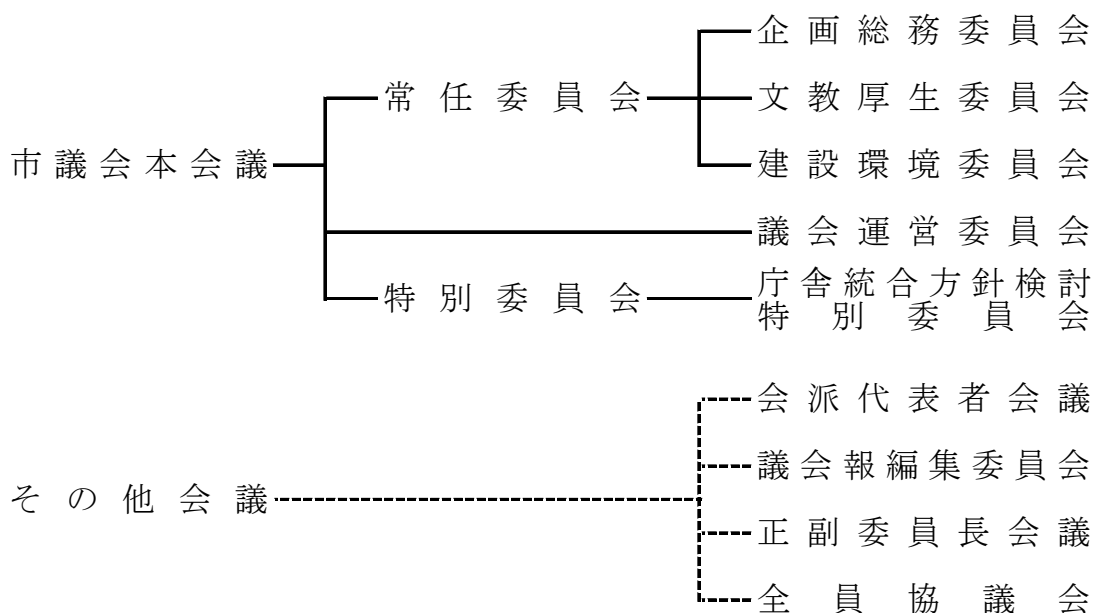 企画総務委員会
常任委員会
文教厚生委員会
市議会本会議
建設環境委員会
議会運営委員会
特別委員会
庁舎統合方針検討
特別委員会
会派代表者会議
議会報編集委員会
その他会議
正副委員長会議
全員協議会